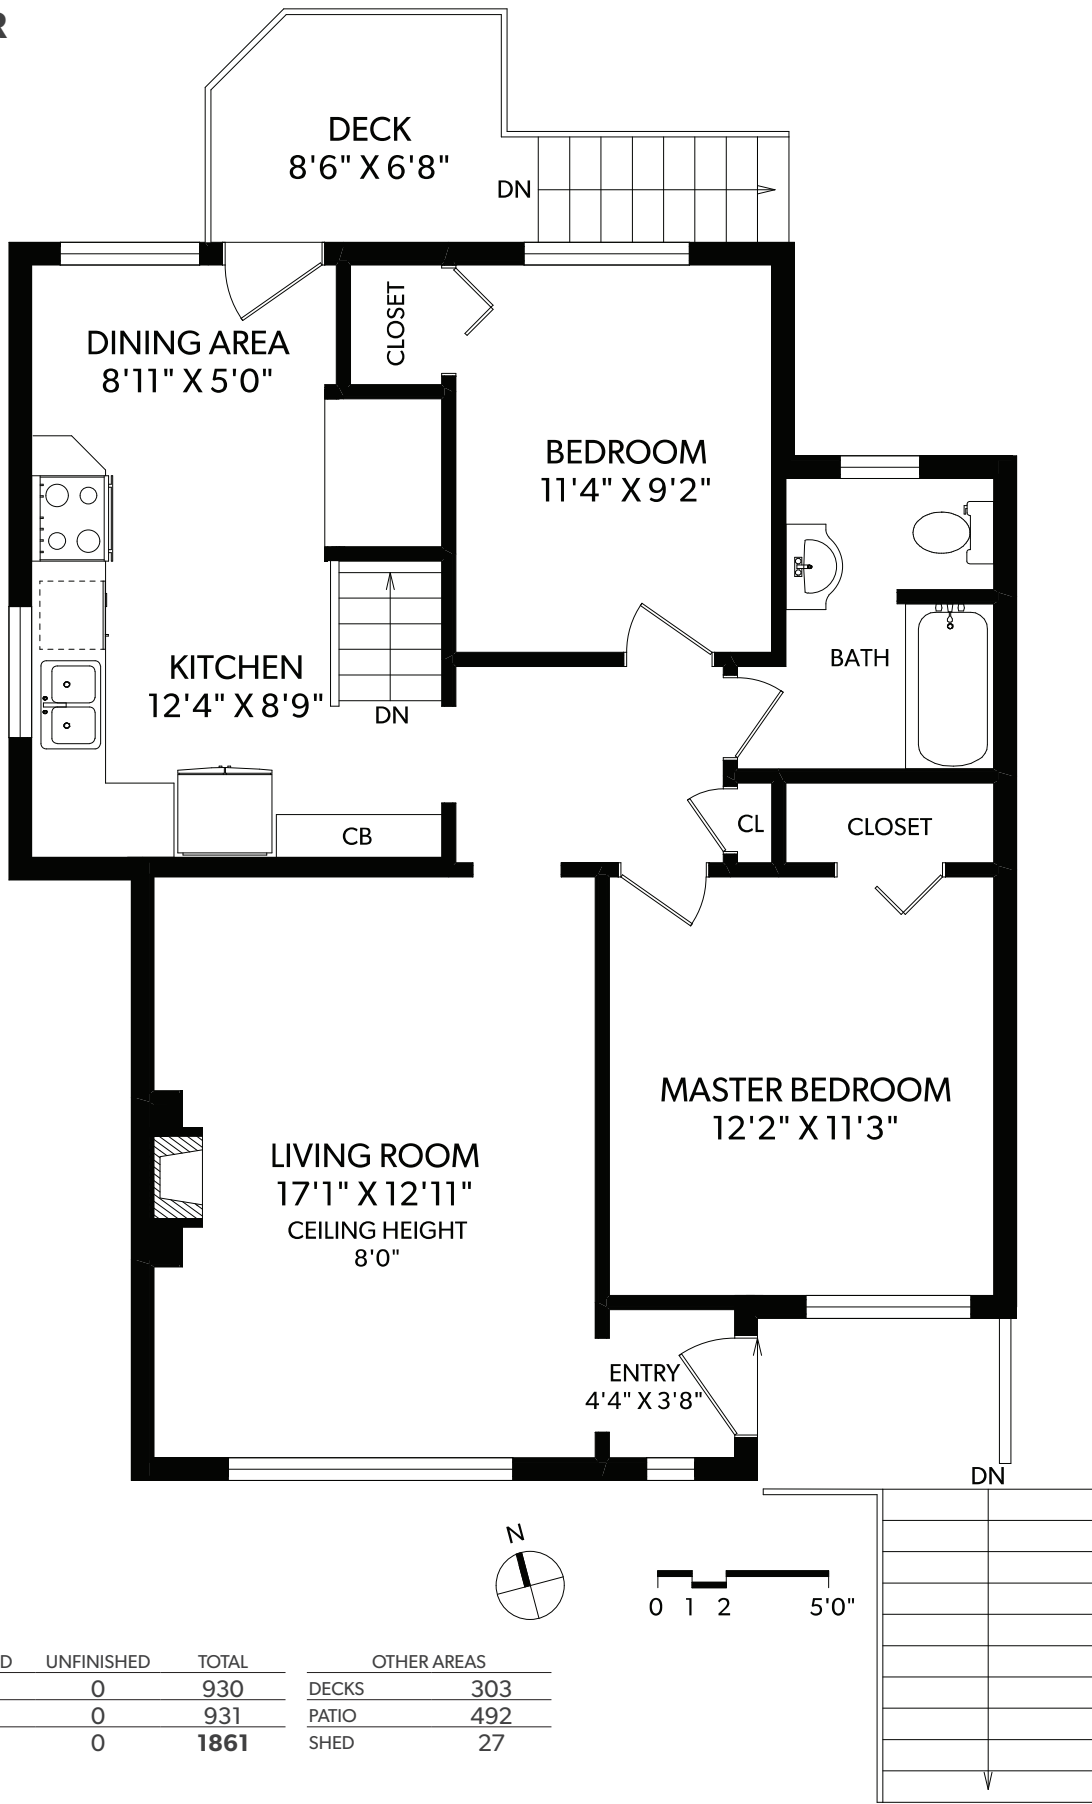 R
DECK
8'6" X 6'8"
DN
CLOSET
DINING AREA
8'11" X 5'0"
BEDROOM
11'4" X 9'2"
BATH
KITCHEN
12'4" X 8'9"
DN
CB
CL
CLOSET
MASTER BEDROOM
12'2" X 11'3"
LIVING ROOM
17'1" X 12'11"
CEILING HEIGHT
8'0"
ENTRY
4'4" X 3'8"
DN
N
0 1 2 5'0"
D UNFINISHED TOTAL OTHER AREAS
0 930 DECKS 303
0 931 PATIO 492
0 1861 SHED 27